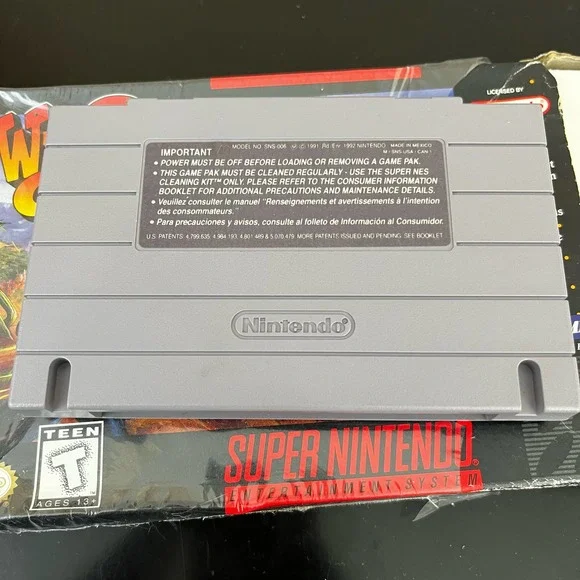 LICENSED BY
MODEL NO. SNS-006 M/© 1991 Rd./Env. 1992 NINTENDO MADE IN MEXICO
M / SNS-USA / CAN-1
IMPORTANT
• POWER MUST BE OFF BEFORE LOADING OR REMOVING A GAME PAK.
• THIS GAME PAK MUST BE CLEANED REGULARLY - USE THE SUPER NES
CLEANING KIT™ ONLY. PLEASE REFER TO THE CONSUMER INFORMATION
BOOKLET FOR ADDITIONAL PRECAUTIONS AND MAINTENANCE DETAILS.
• Veuillez consulter le manuel "Renseignements et avertissements à l'intention
des consommateurs."
• Para precauciones y avisos, consulte al folleto de Información al Consumidor.
U.S. PATENTS: 4,799,635, 4,984,193, 4,801,489 & 5,070,479. MORE PATENTS ISSUED AND PENDING. SEE BOOKLET.
Nintendo®
TEEN
T
AGES 13+
SUPER NINTENDO®
ENTERTAINMENT SYSTEM